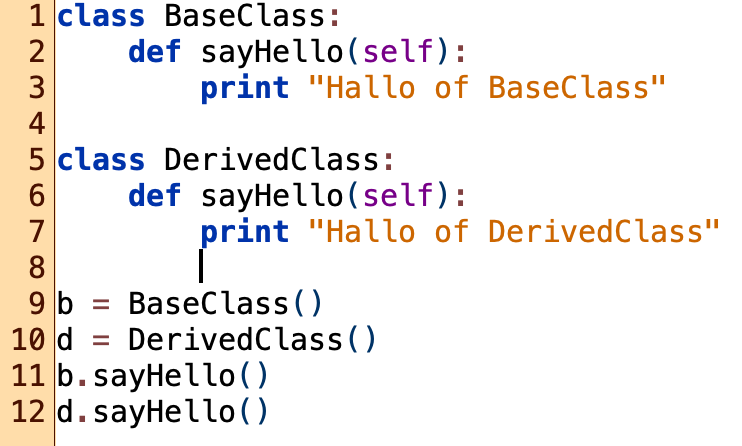 1 class BaseClass:
2     def sayHello(self):
3         print "Hallo of BaseClass"
4
5 class DerivedClass:
6     def sayHello(self):
7         print "Hallo of DerivedClass"
8
9 b = BaseClass()
10 d = DerivedClass()
11 b.sayHello()
12 d.sayHello()